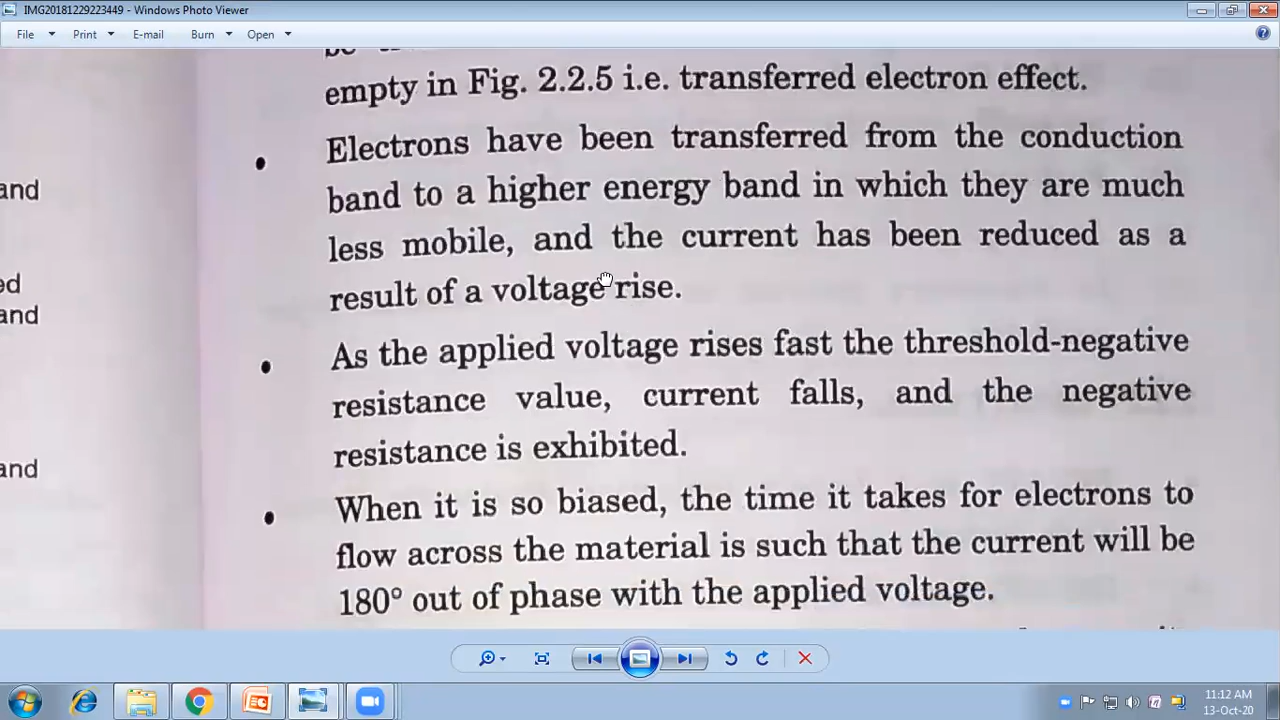 IMG20181229223449 - Windows Photo Viewer
File Print E-mail Burn Open
empty in Fig. 2.2.5 i.e. transferred electron effect.
• Electrons have been transferred from the conduction
band to a higher energy band in which they are much
less mobile, and the current has been reduced as a
result of a voltage rise.
• As the applied voltage rises fast the threshold-negative
resistance value, current falls, and the negative
resistance is exhibited.
• When it is so biased, the time it takes for electrons to
flow across the material is such that the current will be
180° out of phase with the applied voltage.
and
ed
and
and
11:12 AM
13-Oct-20